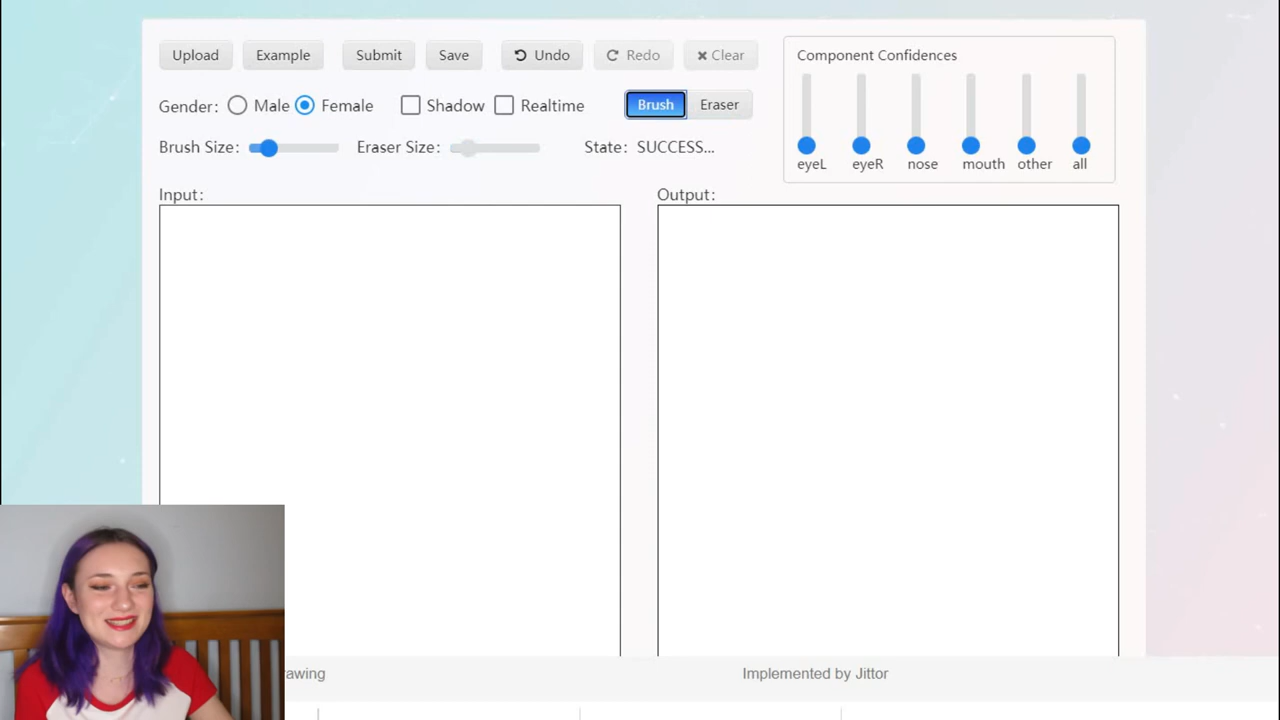 Upload Example Submit Save Undo Redo Clear
Component Confidences
Gender: Male Female Shadow Realtime Brush Eraser
Brush Size: Eraser Size: State: SUCCESS...
eyeL eyeR nose mouth other all
Input: Output:
rawing Implemented by Jittor